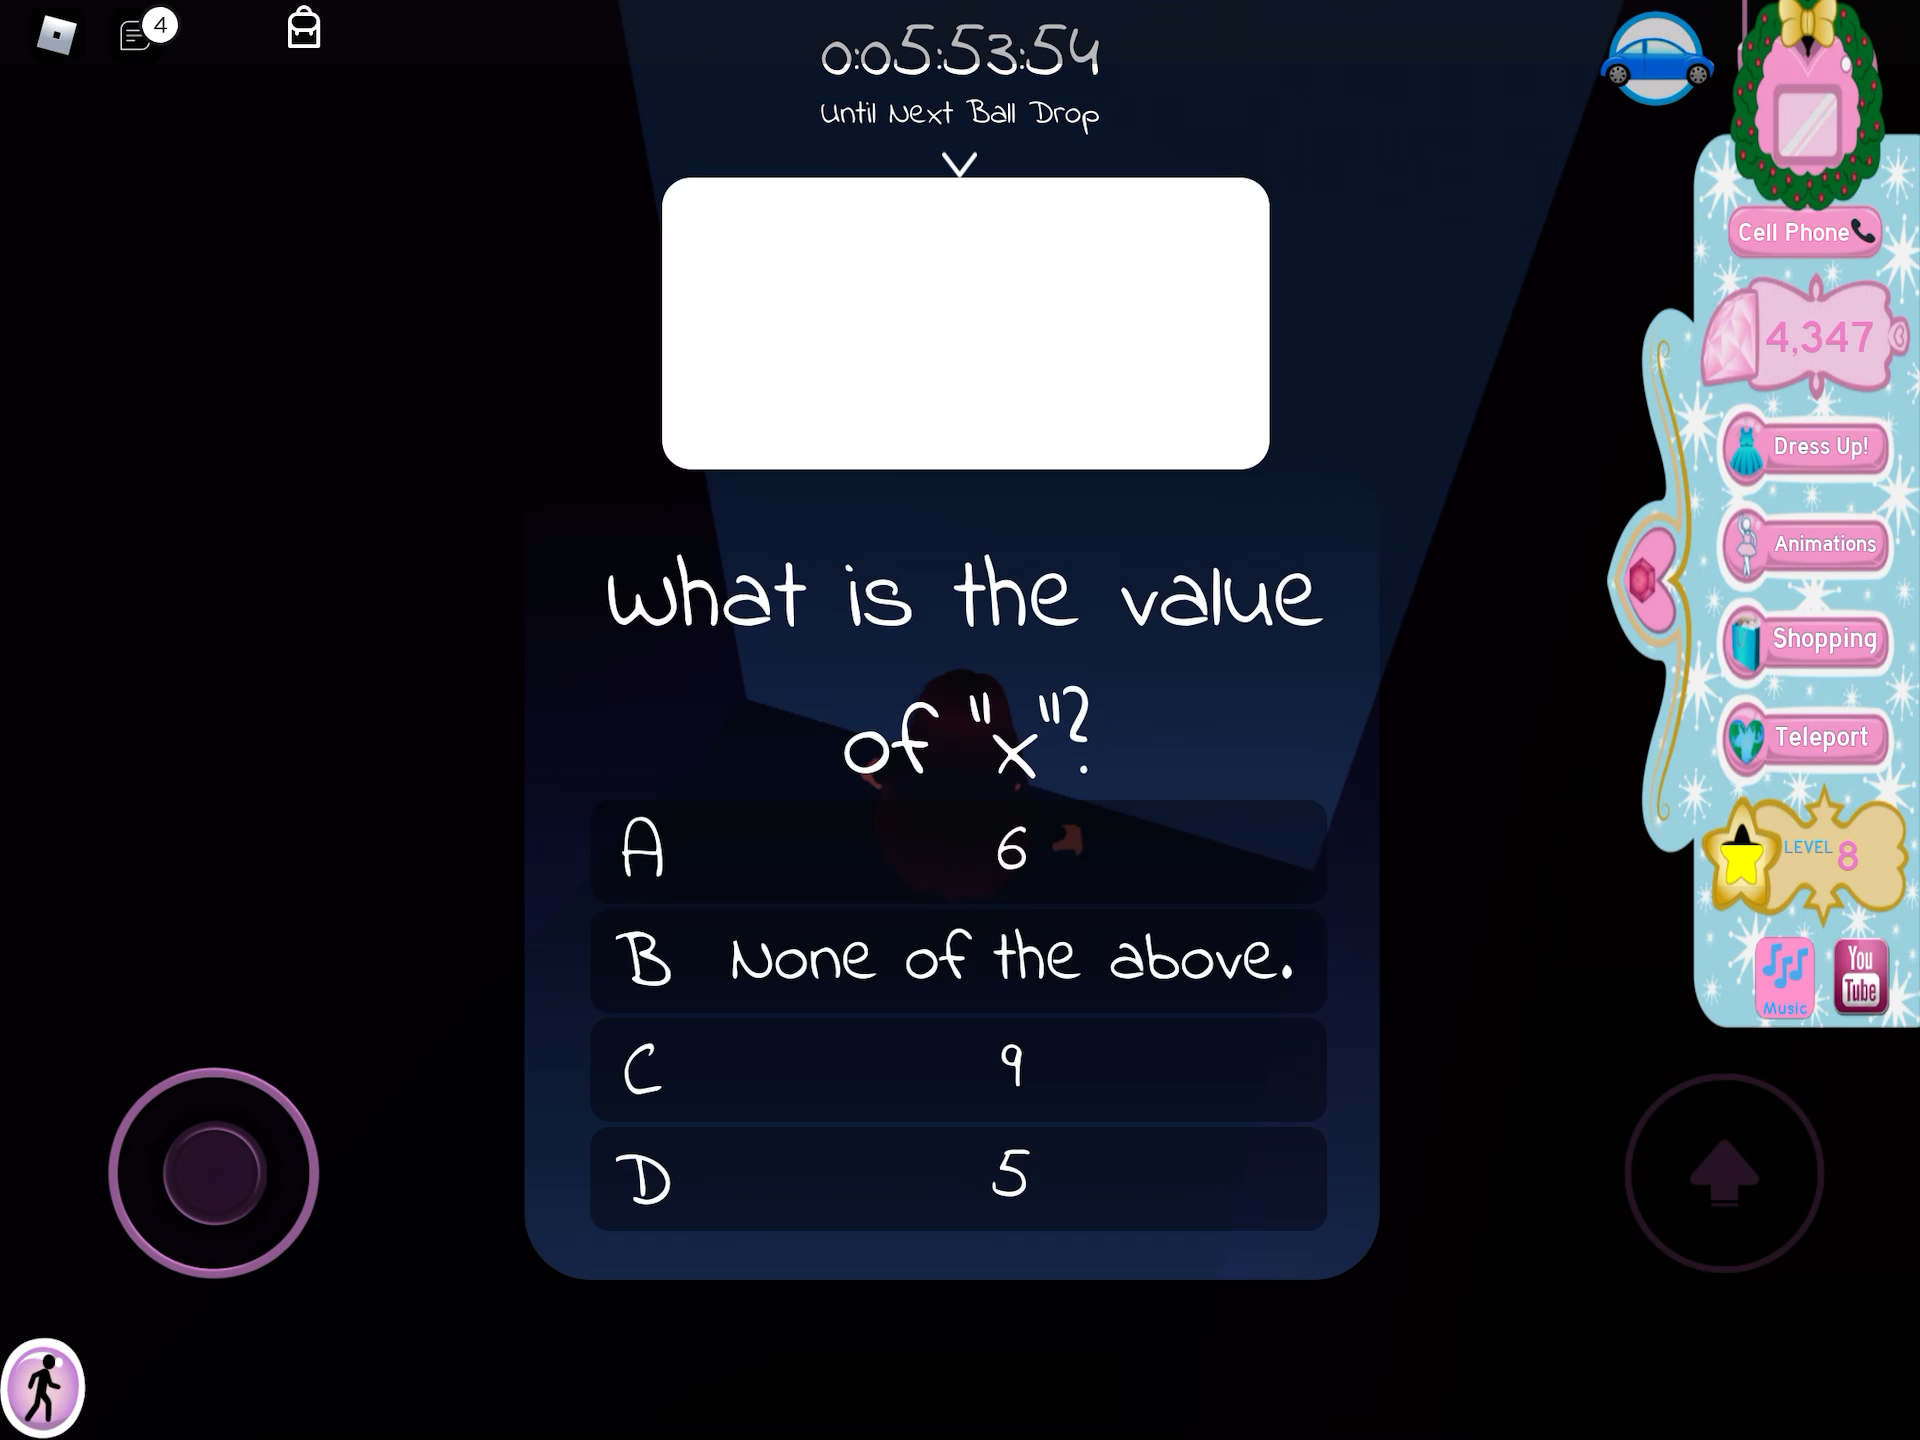 4
0:05:53:54
Until Next Ball Drop
Cell Phone
4,347
Dress Up!
Animations
Shopping
Teleport
LEVEL 8
Music
You
Tube
What is the value
of "x"?
A 6
B None of the above.
C 9
D 5